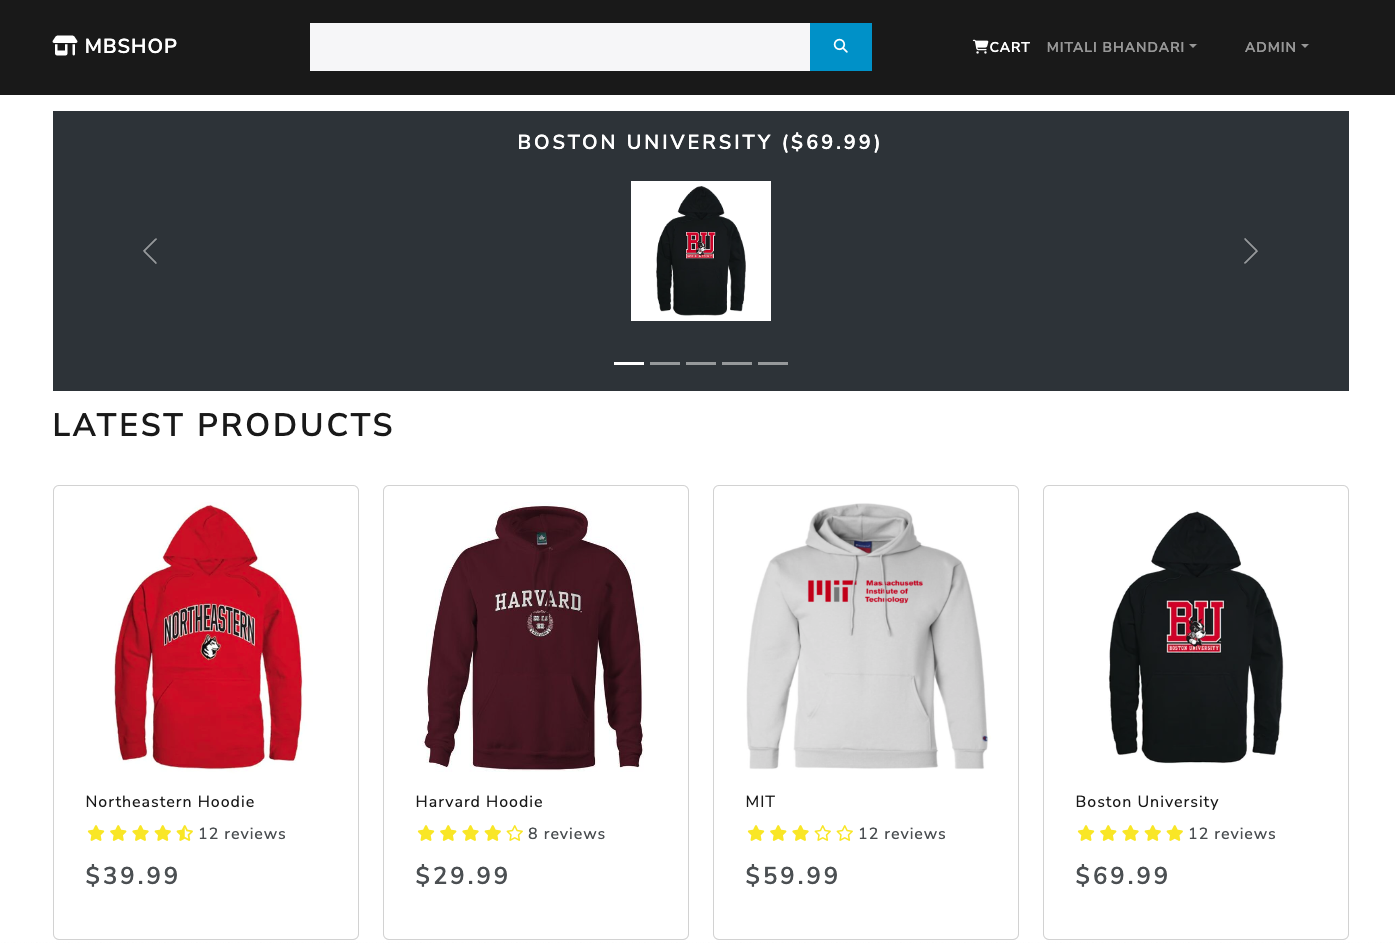 MBSHOP
CART
MITALI BHANDARI
ADMIN
BOSTON UNIVERSITY ($69.99)
BU
BOSTON UNIVERSITY
LATEST PRODUCTS
NORTHEASTERN
HARVARD
MIT
Massachusetts
Institute of
Technology
BU
BOSTON UNIVERSITY
Northeastern Hoodie
12 reviews
$39.99
Harvard Hoodie
8 reviews
$29.99
MIT
12 reviews
$59.99
Boston University
12 reviews
$69.99